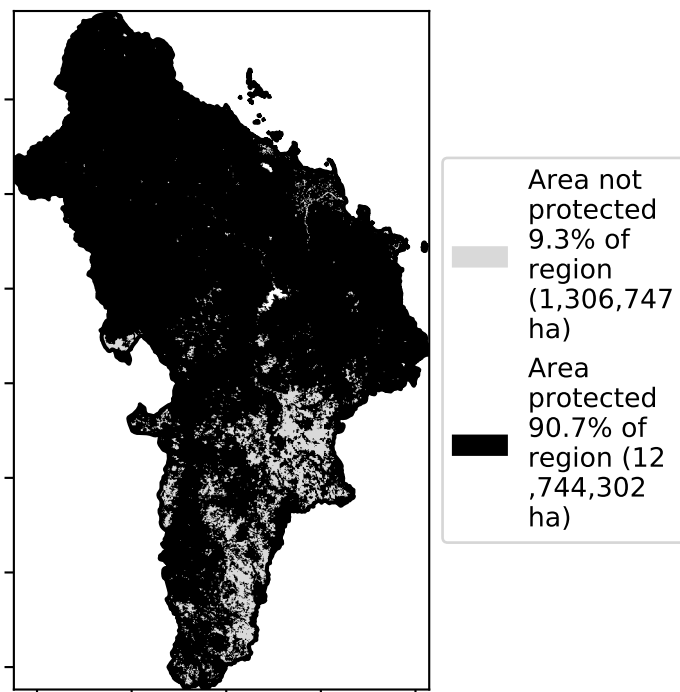 Area not
protected
9.3% of
region
(1,306,747
ha)
Area
protected
90.7% of
region (12
,744,302
ha)